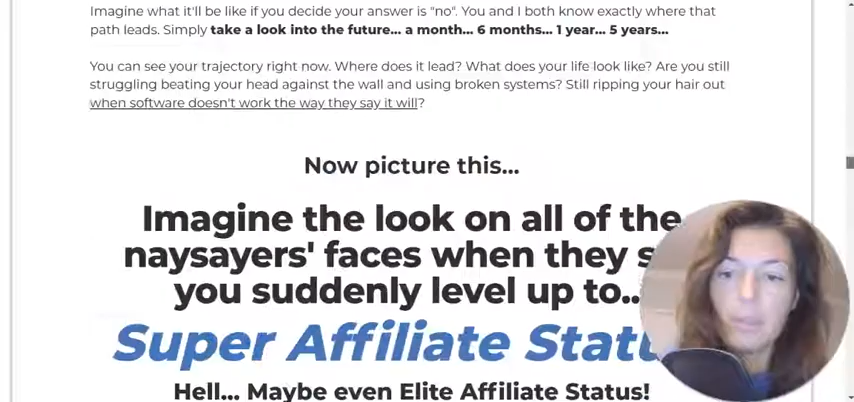 Imagine what it'll be like if you decide your answer is "no". You and I both know exactly where that
path leads. Simply take a look into the future... a month... 6 months... 1 year... 5 years...
You can see your trajectory right now. Where does it lead? What does your life look like? Are you still
struggling beating your head against the wall and using broken systems? Still ripping your hair out
when software doesn't work the way they say it will?
Now picture this...
Imagine the look on all of the
naysayers' faces when they
you suddenly level up to..
Super Affiliate
Hell... Maybe even Elite Affiliate Status!